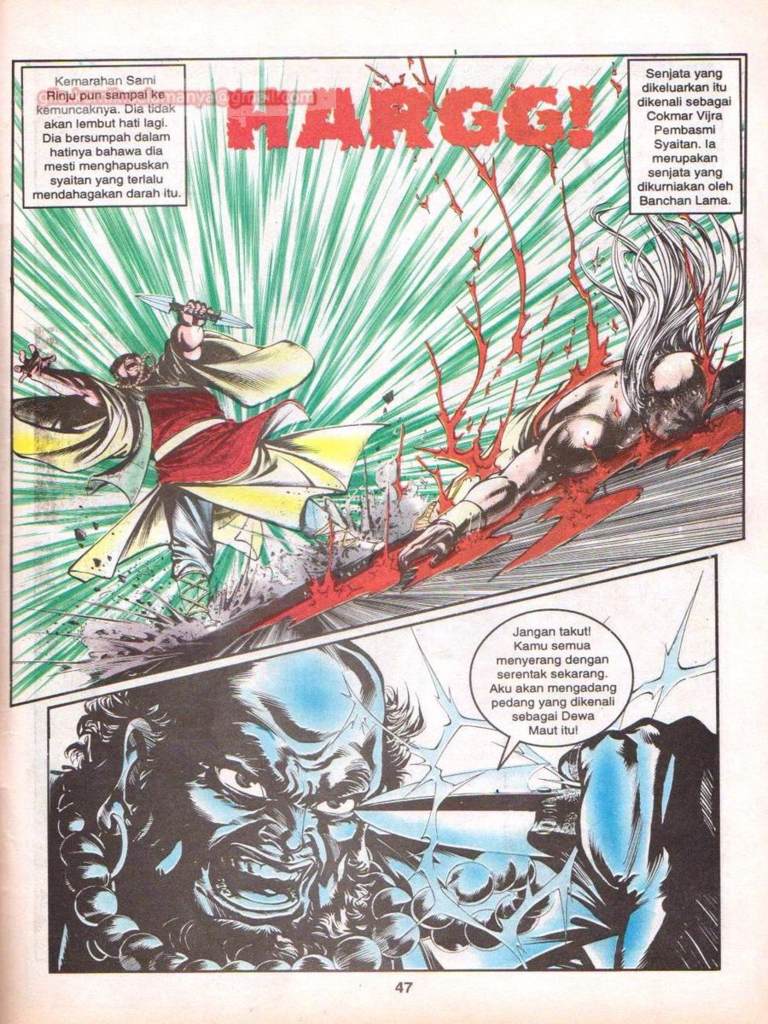 Kemarahan Sami
Rinju pun sampai ke
kemuncaknya. Dia tidak
akan lembut hati lagi.
Dia bersumpah dalam
hatinya bahawa dia
mesti menghapuskan
syaitan yang terlalu
mendahagakan darah itu.
HARGG!
Senjata yang
dikeluarkan itu
dikenali sebagai
Cokmar Vijra
Pembasmi
Syaitan. Ia
merupakan
senjata yang
dikurniakan oleh
Banchan Lama.
Jangan takut!
Kamu semua
menyerang dengan
serentak sekarang.
Aku akan mengadang
pedang yang dikenali
sebagai Dewa
Maut itu!
47